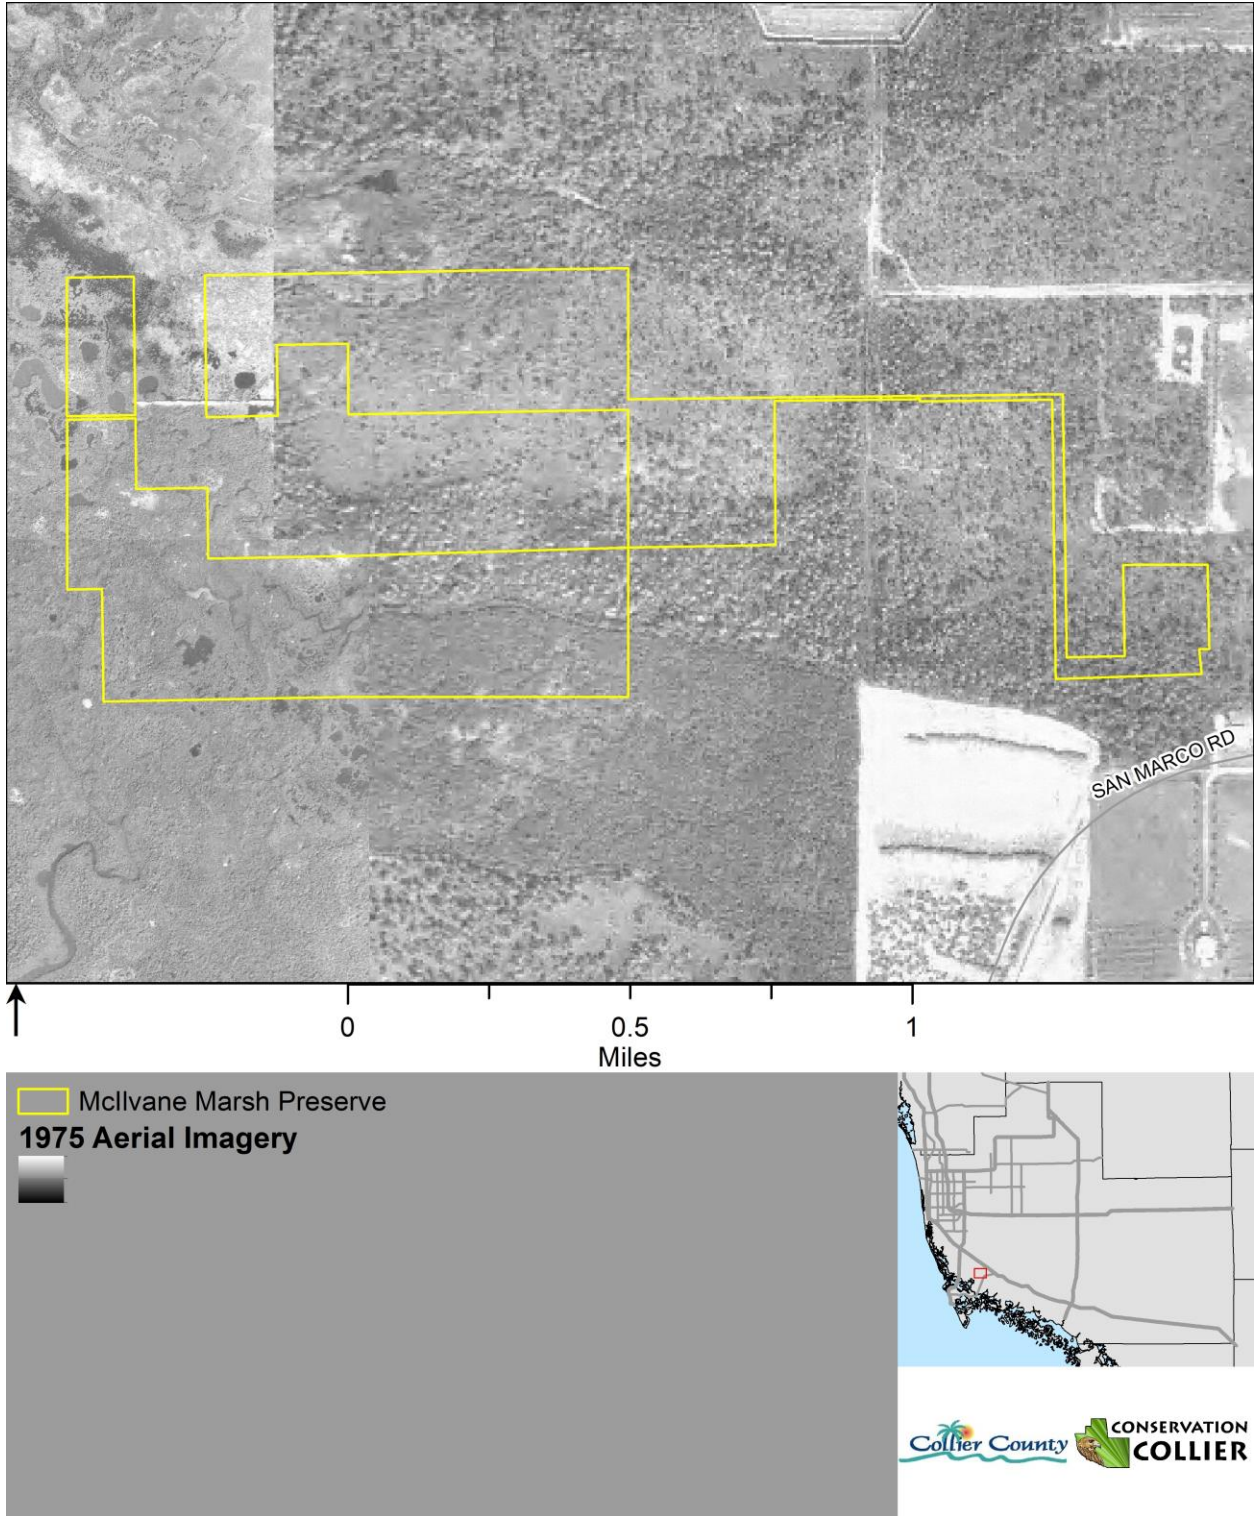 SAN MARCO RD
0 0.5 1
Miles
McIlvane Marsh Preserve
1975 Aerial Imagery
Collier County
CONSERVATION
COLLIER